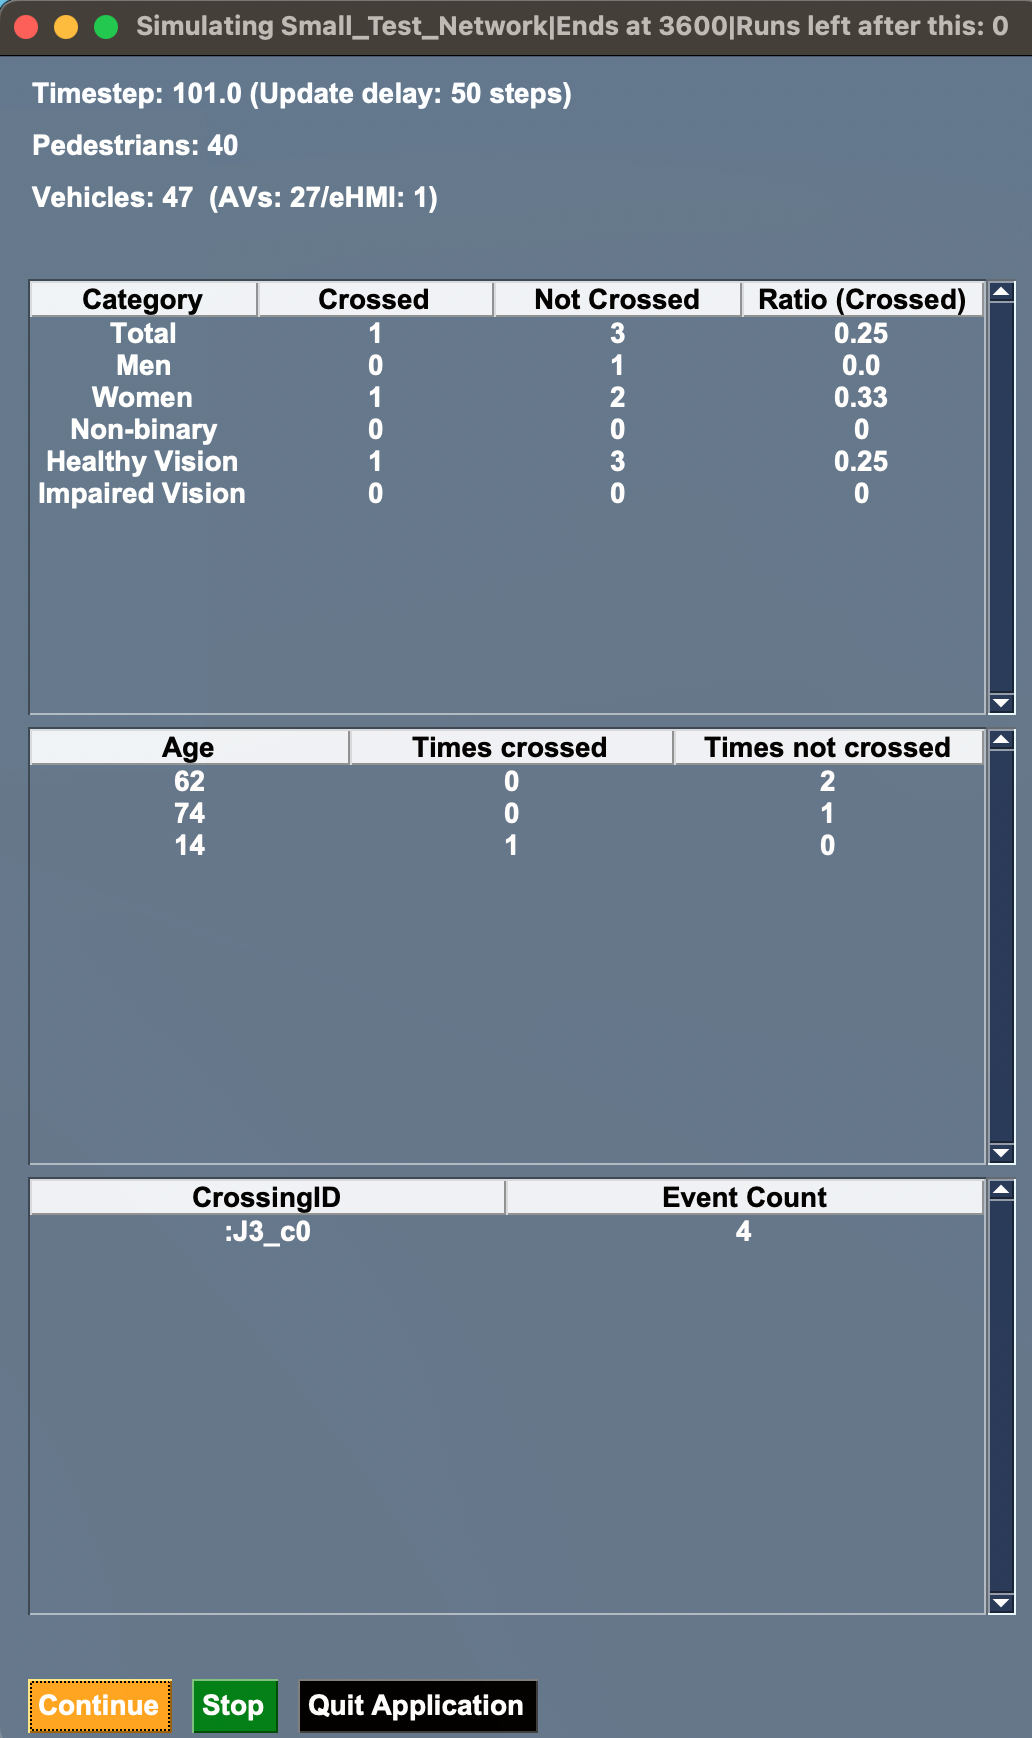 Simulating Small_Test_Network|Ends at 3600|Runs left after this: 0
Timestep: 101.0 (Update delay: 50 steps)
Pedestrians: 40
Vehicles: 47  (AVs: 27/eHMI: 1)
Category Crossed Not Crossed Ratio (Crossed)
Total 1 3 0.25
Men 0 1 0.0
Women 1 2 0.33
Non-binary 0 0 0
Healthy Vision 1 3 0.25
Impaired Vision 0 0 0
Age Times crossed Times not crossed
62 0 2
74 0 1
14 1 0
CrossingID Event Count
:J3_c0 4
Continue Stop Quit Application